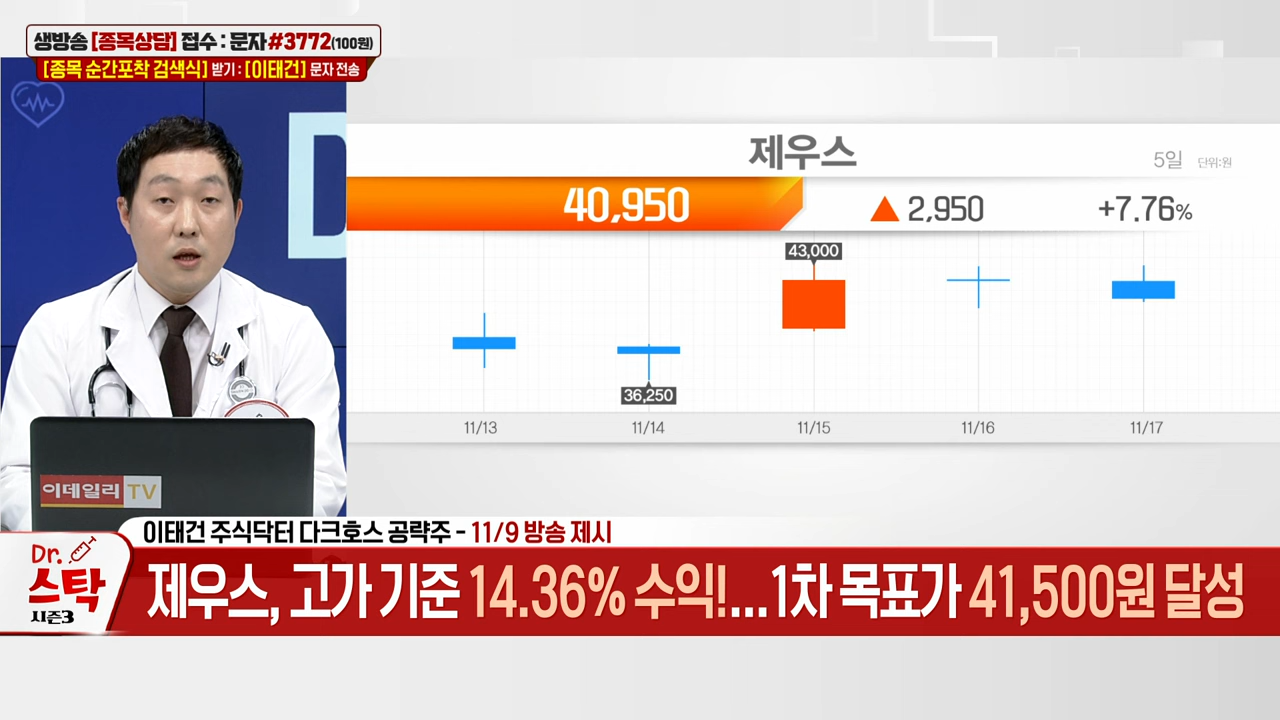 생방송 [종목상담] 접수 : 문자#3772(100원)
[종목 순간포착 검색식] 받기 : [이태건] 문자 전송
D
제우스
5일 단위:원
40,950 ▲ 2,950 +7.76%
43,000
36,250
11/13 11/14 11/15 11/16 11/17
이데일리 TV
이태건 주식닥터 다크호스 공략주 - 11/9 방송 제시
Dr.
스탁
시즌3
제우스, 고가 기준 14.36% 수익!...1차 목표가 41,500원 달성